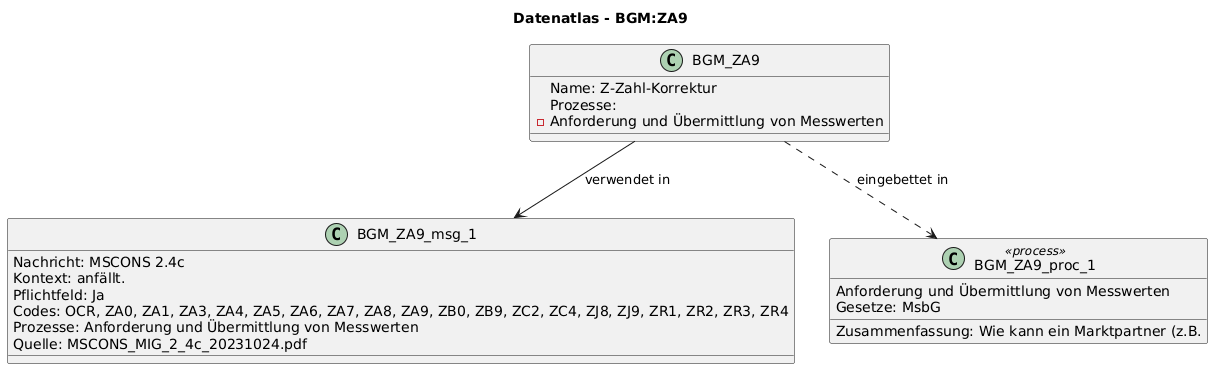 Datenatlas - BGM:ZA9
C BGM_ZA9
Name: Z-Zahl-Korrektur
Prozesse:
Anforderung und Übermittlung von Messwerten
verwendet in
eingebettet in
C BGM_ZA9_msg_1
Nachricht: MSCONS 2.4c
Kontext: anfällt.
Pflichtfeld: Ja
Codes: OCR, ZA0, ZA1, ZA3, ZA4, ZA5, ZA6, ZA7, ZA8, ZA9, ZB0, ZB9, ZC2, ZC4, ZJ8, ZJ9, ZR1, ZR2, ZR3, ZR4
Prozesse: Anforderung und Übermittlung von Messwerten
Quelle: MSCONS_MIG_2_4c_20231024.pdf
«process»
C BGM_ZA9_proc_1
Anforderung und Übermittlung von Messwerten
Gesetze: MsbG
Zusammenfassung: Wie kann ein Marktpartner (z.B.